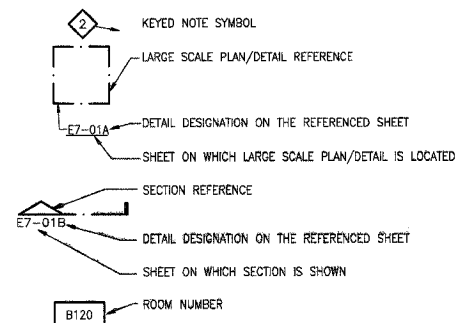 2 KEYED NOTE SYMBOL
LARGE SCALE PLAN/DETAIL REFERENCE
E7-01A DETAIL DESIGNATION ON THE REFERENCED SHEET
SHEET ON WHICH LARGE SCALE PLAN/DETAIL IS LOCATED
SECTION REFERENCE
E7-01B
DETAIL DESIGNATION ON THE REFERENCED SHEET
SHEET ON WHICH SECTION IS SHOWN
ROOM NUMBER
B120